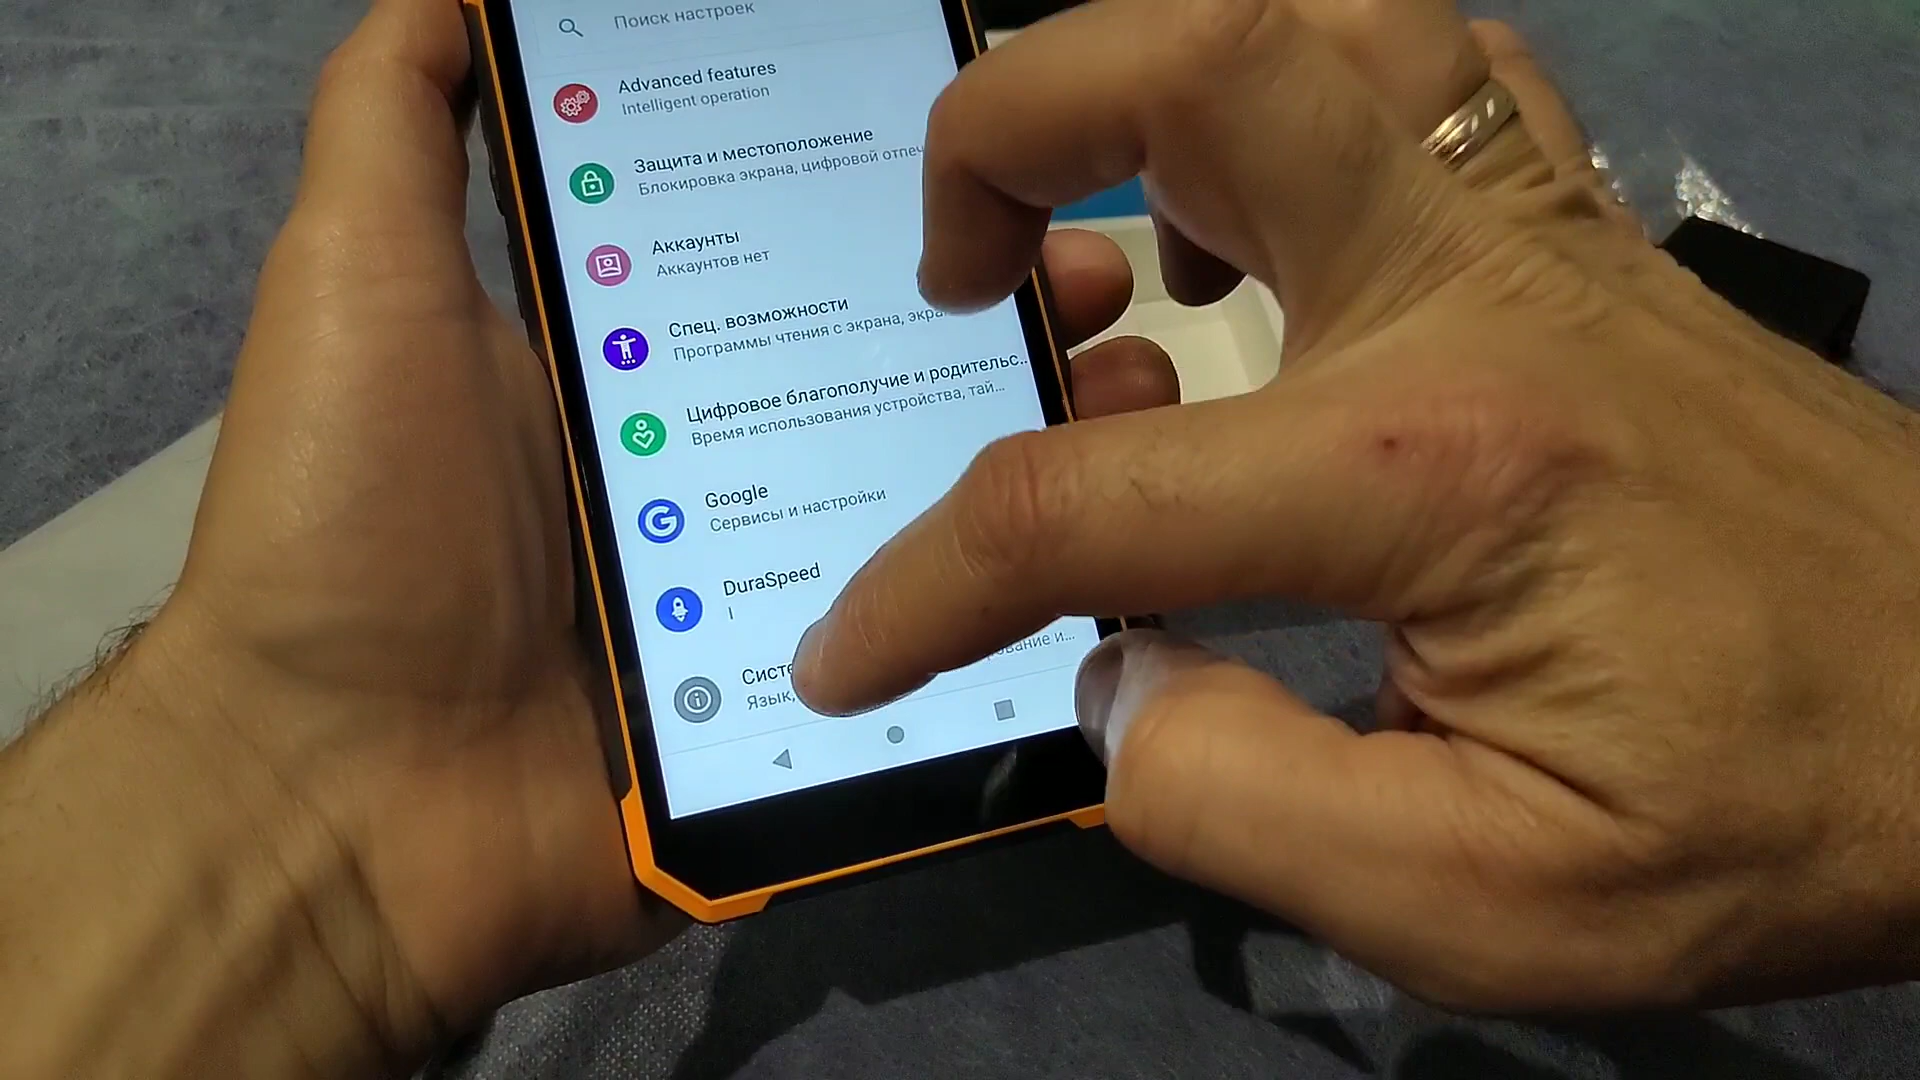 Поиск настроек
Advanced features
Intelligent operation
Защита и местоположение
Блокировка экрана, цифровой отпеч
Аккаунты
Аккаунтов нет
Спец. возможности
Программы чтения с экрана, экра
Цифровое благополучие и родительс...
Время использования устройства, тай...
Google
Сервисы и настройки
DuraSpeed
Систе
Язык,